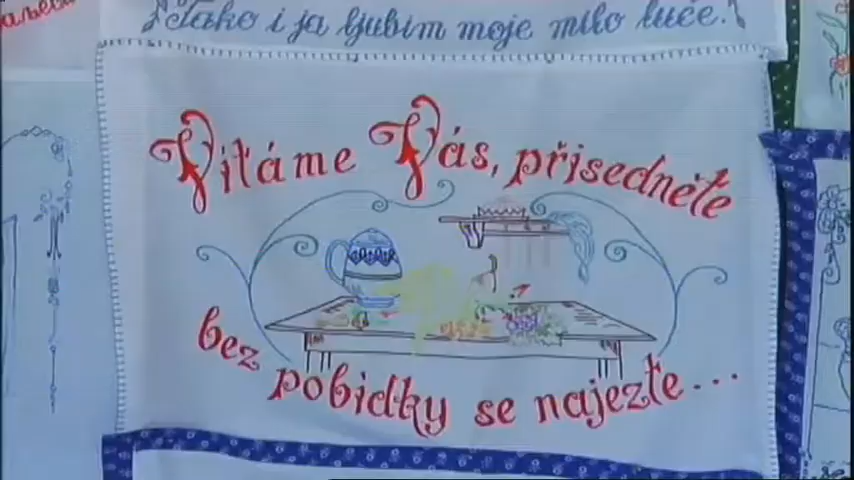 Tako i ja ljubim moje milo luče.
Vítáme Vás, přisedněte
bez pobídky se najezte...